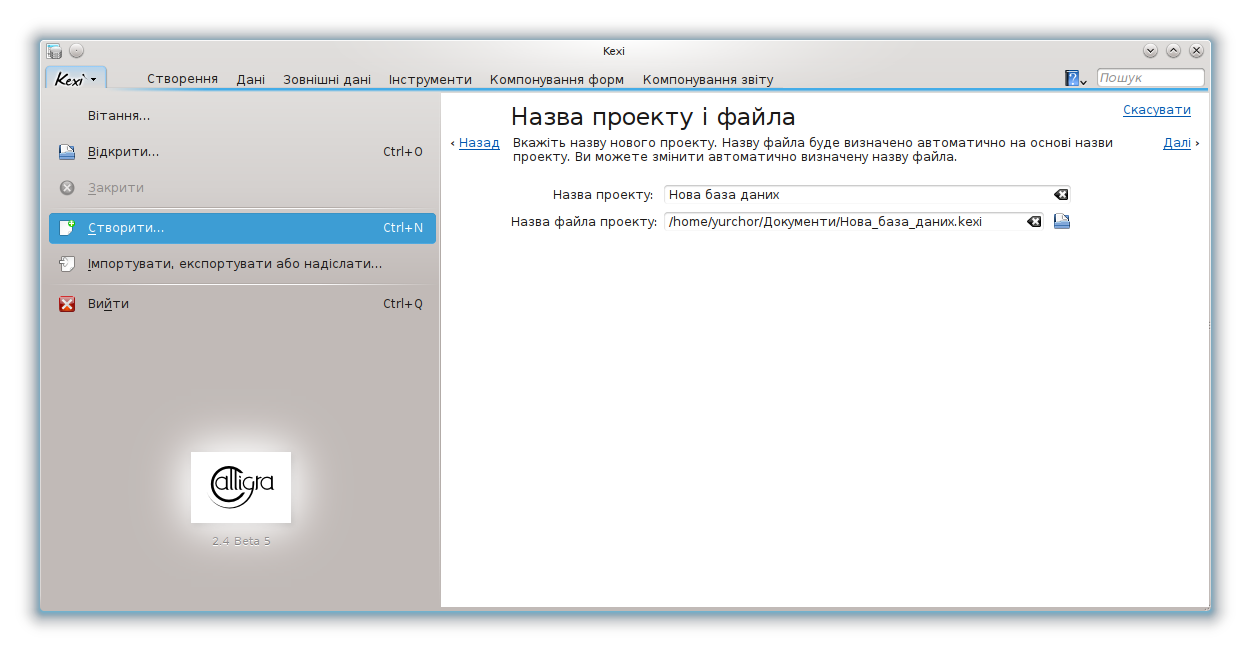 Kexi
Kexi
Створення Дані Зовнішні дані Інструменти Компонування форм Компонування звіту
? Пошук
Вітання...
Відкрити... Ctrl+O
Закрити
Створити... Ctrl+N
Імпортувати, експортувати або надіслати...
Вийти Ctrl+Q
Calligra
2.4 Beta 5
Назва проекту і файла
Скасувати
‹ Назад
Вкажіть назву нового проекту. Назву файла буде визначено автоматично на основі назви
проекту. Ви можете змінити автоматично визначену назву файла.
Далі ›
Назва проекту: Нова база даних
Назва файла проекту: /home/yurchor/Документи/Нова_база_даних.kexi